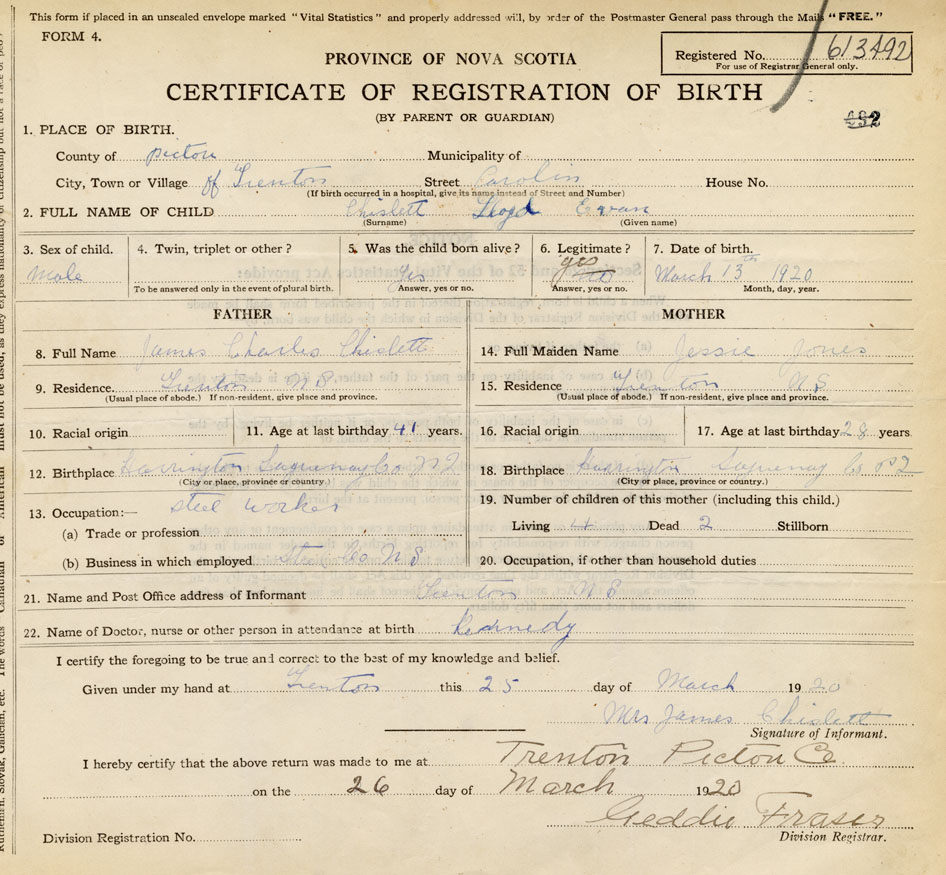 This form if placed in an unsealed envelope marked "Vital Statistics" and properly addressed will, by order of the Postmaster General pass through the Mails "FREE."
FORM 4.
Registered No. 613492
For use of Registrar General only.
PROVINCE OF NOVA SCOTIA
CERTIFICATE OF REGISTRATION OF BIRTH
(BY PARENT OR GUARDIAN)
1. PLACE OF BIRTH.
County of Picton Municipality of
City, Town or Village of Trenton Street House No.
(If birth occurred in a hospital, give its name instead of Street and Number)
2. FULL NAME OF CHILD Chislett Lloyd
(Surname) (Given name)
3. Sex of child. 4. Twin, triplet or other? 5. Was the child born alive? 6. Legitimate? 7. Date of birth.
Male Yes yes March 13th 1920
To be answered only in the event of plural birth. Answer, yes or no. Answer, yes or no. Month, day, year.
FATHER MOTHER
8. Full Name James Charles Chislett 14. Full Maiden Name Jessie Jones
9. Residence. Trenton N S 15. Residence Trenton N S
(Usual place of abode.) If non-resident, give place and province. (Usual place of abode.) If non-resident, give place and province.
10. Racial origin 11. Age at last birthday 41 years. 16. Racial origin 17. Age at last birthday 28 years.
12. Birthplace Harrington Saguenay Co 18. Birthplace Harrington Saguenay Co
(City or place, province or country.) (City or place, province or country.)
13. Occupation:— steel worker 19. Number of children of this mother (including this child.)
(a) Trade or profession Living 4 Dead 2 Stillborn
(b) Business in which employed Steel Co N S 20. Occupation, if other than household duties
21. Name and Post Office address of Informant Trenton N S
22. Name of Doctor, nurse or other person in attendance at birth Kennedy
I certify the foregoing to be true and correct to the best of my knowledge and belief.
Given under my hand at Trenton this 25 day of March 1920
Mrs James Chislett
Signature of Informant.
I hereby certify that the above return was made to me at Trenton Picton Co
on the 26 day of March 1920
Geddie Fraser
Division Registration No. Division Registrar.